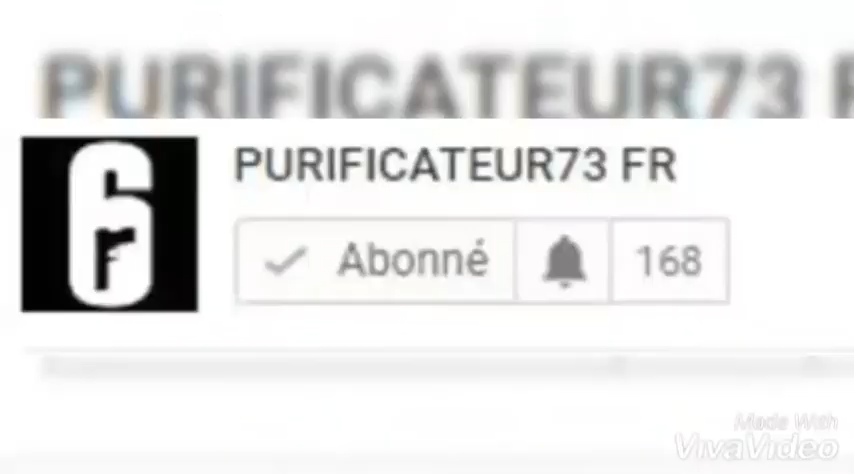 PURIFICATEUR73 F
PURIFICATEUR73 FR
Abonné
168
Made With
VivaVideo